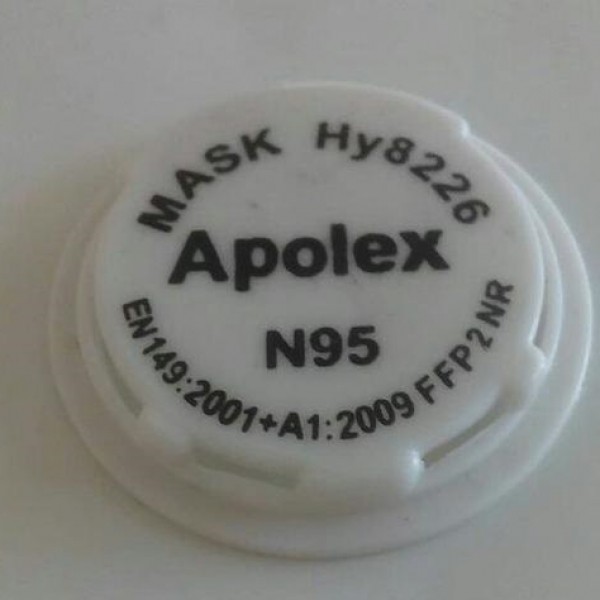 MASK Hy8226
Apolex
N95
EN149:2001+A1:2009 FFP2 NR